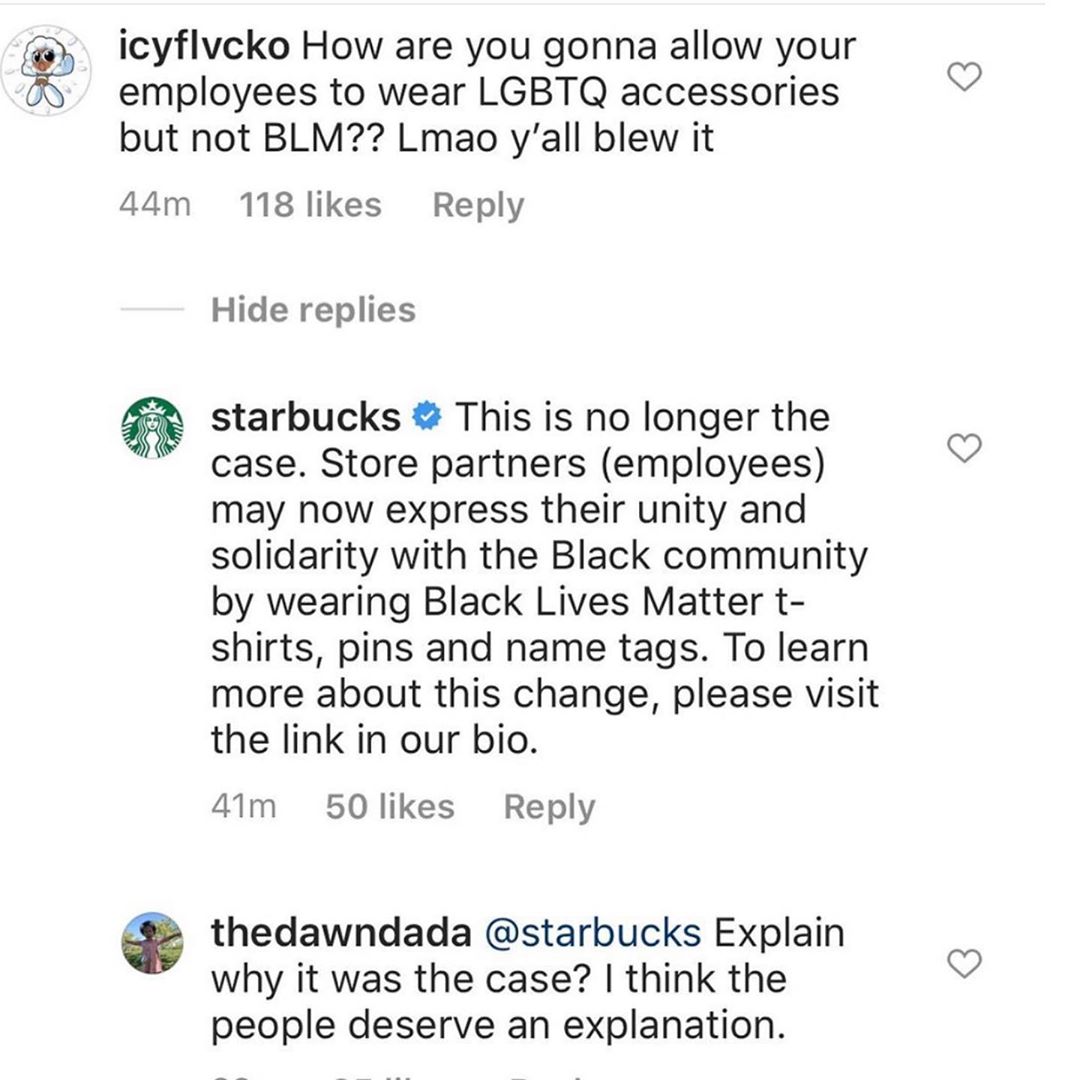 icyflvcko How are you gonna allow your
employees to wear LGBTQ accessories
but not BLM?? Lmao y’all blew it
44m 118 likes Reply
Hide replies
starbucks This is no longer the
case. Store partners (employees)
may now express their unity and
solidarity with the Black community
by wearing Black Lives Matter t-
shirts, pins and name tags. To learn
more about this change, please visit
the link in our bio.
41m 50 likes Reply
thedawndada @starbucks Explain
why it was the case? I think the
people deserve an explanation.